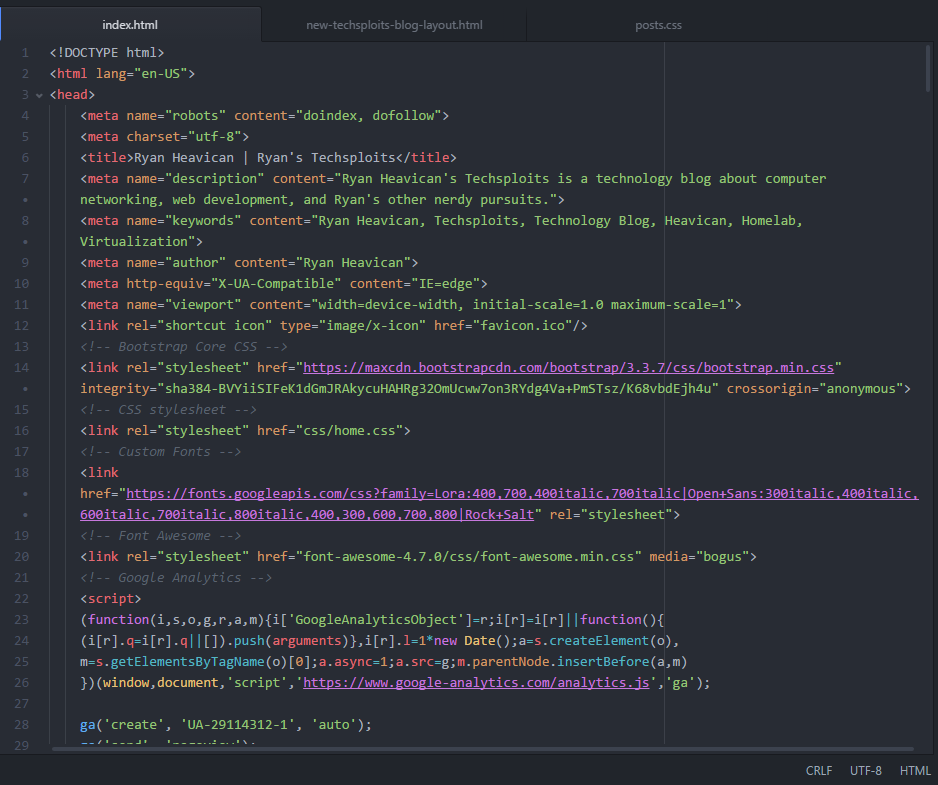 index.html
new-techsploits-blog-layout.html
posts.css
1 <!DOCTYPE html>
2 <html lang="en-US">
3 <head>
4 <meta name="robots" content="doindex, dofollow">
5 <meta charset="utf-8">
6 <title>Ryan Heavican | Ryan's Techsploits</title>
7 <meta name="description" content="Ryan Heavican's Techsploits is a technology blog about computer
• networking, web development, and Ryan's other nerdy pursuits.">
8 <meta name="keywords" content="Ryan Heavican, Techsploits, Technology Blog, Heavican, Homelab,
• Virtualization">
9 <meta name="author" content="Ryan Heavican">
10 <meta http-equiv="X-UA-Compatible" content="IE=edge">
11 <meta name="viewport" content="width=device-width, initial-scale=1.0 maximum-scale=1">
12 <link rel="shortcut icon" type="image/x-icon" href="favicon.ico"/>
13 <!-- Bootstrap Core CSS -->
14 <link rel="stylesheet" href="https://maxcdn.bootstrapcdn.com/bootstrap/3.3.7/css/bootstrap.min.css"
• integrity="sha384-BVYiiSIFeK1dGmJRAkycuHAHRg32OmUcww7on3RYdg4Va+PmSTsz/K68vbdEjh4u" crossorigin="anonymous">
15 <!-- CSS stylesheet -->
16 <link rel="stylesheet" href="css/home.css">
17 <!-- Custom Fonts -->
18 <link
• href="https://fonts.googleapis.com/css?family=Lora:400,700,400italic,700italic|Open+Sans:300italic,400italic,
• 600italic,700italic,800italic,400,300,600,700,800|Rock+Salt" rel="stylesheet">
19 <!-- Font Awesome -->
20 <link rel="stylesheet" href="font-awesome-4.7.0/css/font-awesome.min.css" media="bogus">
21 <!-- Google Analytics -->
22 <script>
23 (function(i,s,o,g,r,a,m){i['GoogleAnalyticsObject']=r;i[r]=i[r]||function(){
24 (i[r].q=i[r].q||[]).push(arguments)},i[r].l=1*new Date();a=s.createElement(o),
25 m=s.getElementsByTagName(o)[0];a.async=1;a.src=g;m.parentNode.insertBefore(a,m)
26 })(window,document,'script','https://www.google-analytics.com/analytics.js','ga');
27
28 ga('create', 'UA-29114312-1', 'auto');
29 ga('send', 'pageview');
CRLF UTF-8 HTML